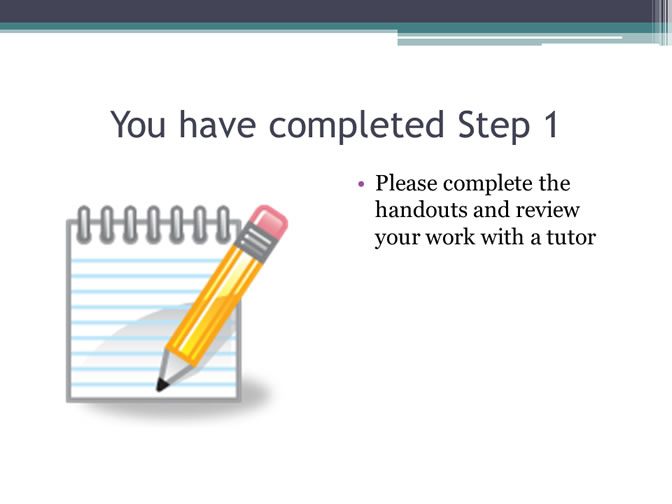 You have completed Step 1
• Please complete the
handouts and review
your work with a tutor